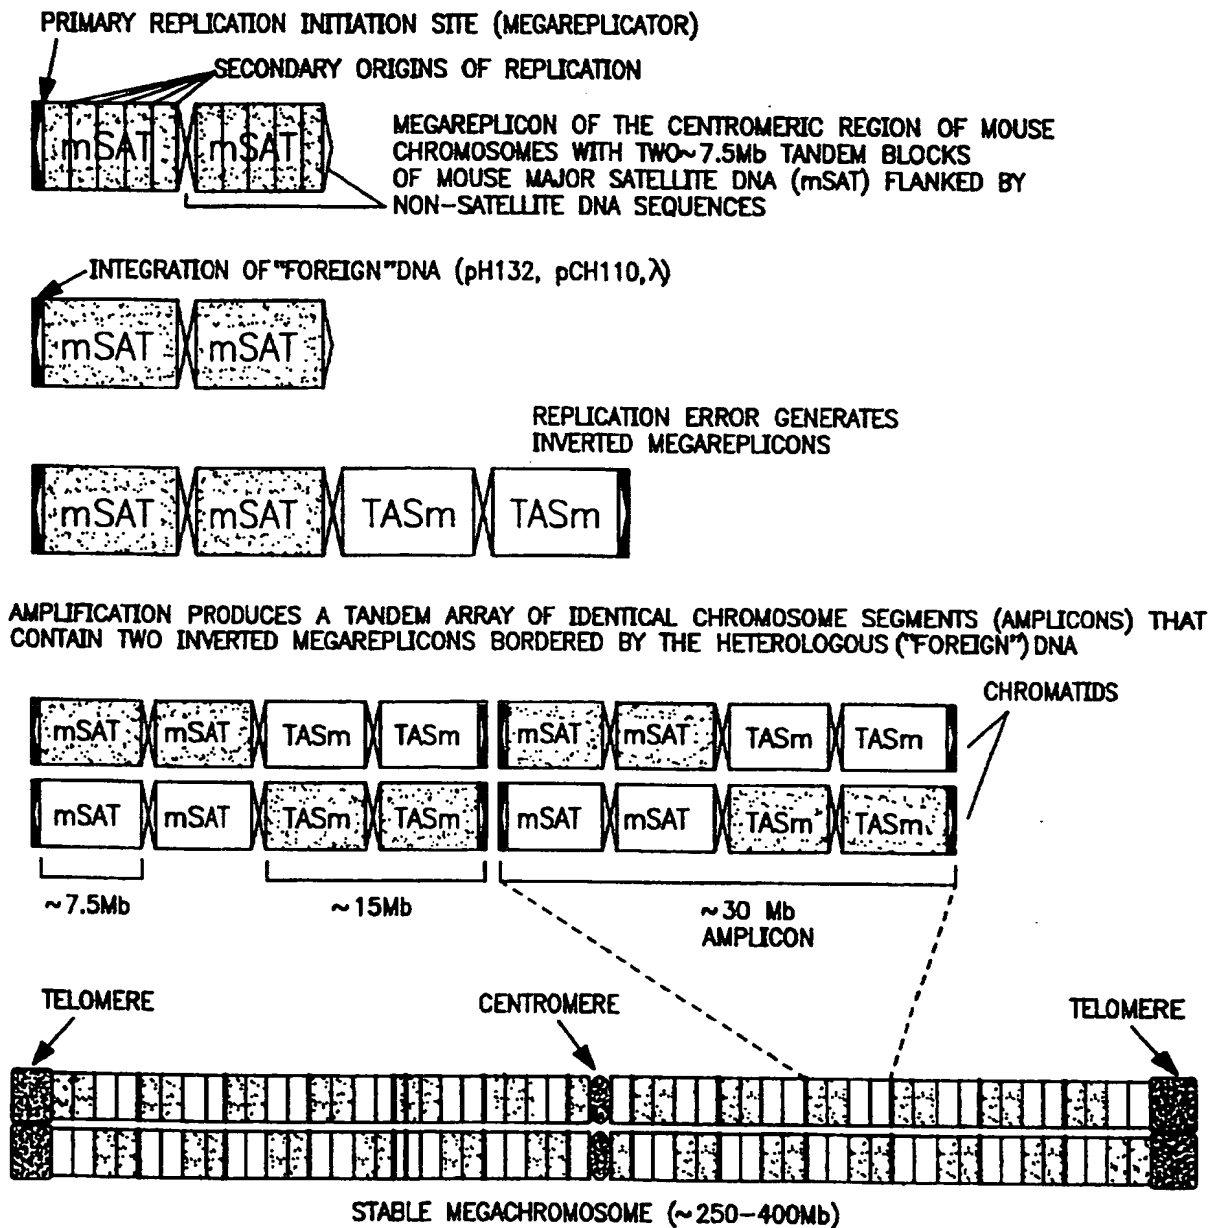 PRIMARY REPLICATION INITIATION SITE (MEGAREPLICATOR)
SECONDARY ORIGINS OF REPLICATION
mSAT mSAT
MEGAREPLICON OF THE CENTROMERIC REGION OF MOUSE
CHROMOSOMES WITH TWO~7.5Mb TANDEM BLOCKS
OF MOUSE MAJOR SATELLITE DNA (mSAT) FLANKED BY
NON-SATELLITE DNA SEQUENCES
INTEGRATION OF "FOREIGN" DNA (pH132, pCH110,λ)
mSAT mSAT
REPLICATION ERROR GENERATES
INVERTED MEGAREPLICONS
mSAT mSAT TASm TASm
AMPLIFICATION PRODUCES A TANDEM ARRAY OF IDENTICAL CHROMOSOME SEGMENTS (AMPLICONS) THAT
CONTAIN TWO INVERTED MEGAREPLICONS BORDERED BY THE HETEROLOGOUS ("FOREIGN") DNA
CHROMATIDS
mSAT mSAT TASm TASm mSAT mSAT TASm TASm
mSAT mSAT TASm TASm mSAT mSAT TASm TASm
~7.5Mb ~15Mb ~30 Mb
AMPLICON
TELOMERE CENTROMERE TELOMERE
STABLE MEGACHROMOSOME (~250-400Mb)